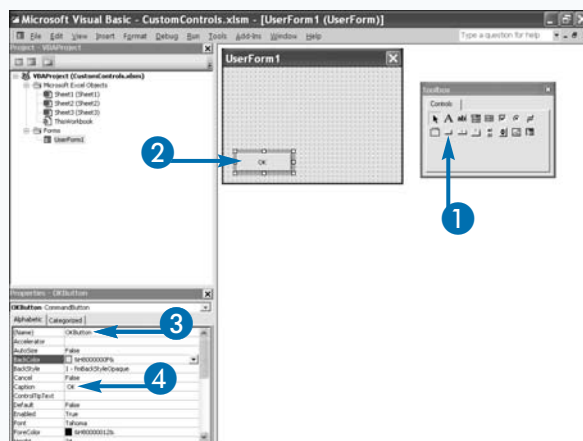 Microsoft Visual Basic - CustomControls.xlsm - [UserForm1 (UserForm)]
File Edit View Insert Format Debug Run Tools Add-Ins Window Help
Type a question for help
Project - VBAProject
VBAProject (CustomControls.xlsm)
Microsoft Excel Objects
Sheet1 (Sheet1)
Sheet2 (Sheet2)
Sheet3 (Sheet3)
ThisWorkbook
Forms
UserForm1
UserForm1
OK
Toolbox
Controls
A
abl
1
2
Properties - OKButton
OKButton CommandButton
Alphabetic Categorized
(Name) OKButton
Accelerator
AutoSize False
BackColor &H8000000F&
BackStyle 1 - fmBackStyleOpaque
Cancel False
Caption OK
ControlTipText
Default False
Enabled True
Font Tahoma
ForeColor &H80000012&
3
4